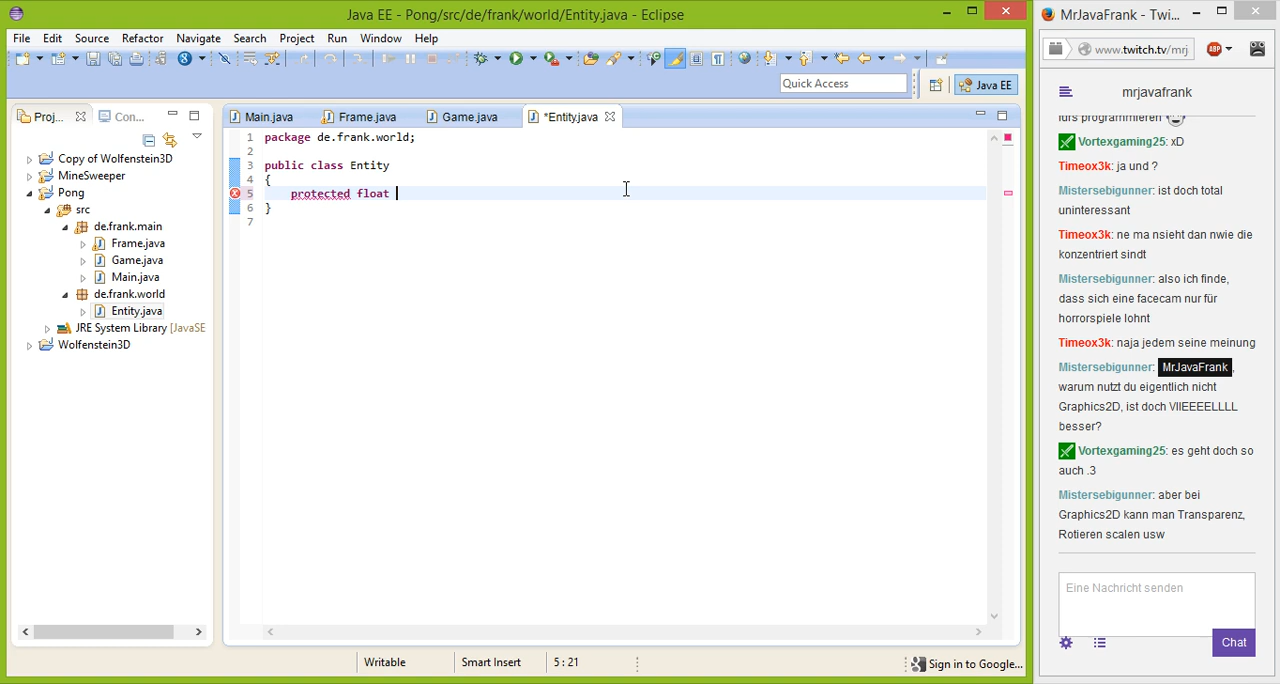 Java EE - Pong/src/de/frank/world/Entity.java - Eclipse
File Edit Source Refactor Navigate Search Project Run Window Help
Quick Access
Java EE
Proj...
Con...
Copy of Wolfenstein3D
MineSweeper
Pong
src
de.frank.main
Frame.java
Game.java
Main.java
de.frank.world
Entity.java
JRE System Library [JavaSE
Wolfenstein3D
Main.java
Frame.java
Game.java
*Entity.java
1 package de.frank.world;
2
3 public class Entity
4 {
5 protected float
6 }
7
Writable
Smart Insert
5 : 21
Sign in to Google...
MrJavaFrank - Twi...
www.twitch.tv/mrj
ABP
mrjavafrank
fürs programmieren
Vortexgaming25: xD
Timeox3k: ja und ?
Mistersebigunner: ist doch total
uninteressant
Timeox3k: ne ma nsieht dan nwie die
konzentriert sindt
Mistersebigunner: also ich finde,
dass sich eine facecam nur für
horrorspiele lohnt
Timeox3k: naja jedem seine meinung
Mistersebigunner: MrJavaFrank,
warum nutzt du eigentlich nicht
Graphics2D, ist doch VIIEEEELLLL
besser?
Vortexgaming25: es geht doch so
auch .3
Mistersebigunner: aber bei
Graphics2D kann man Transparenz,
Rotieren scalen usw
Eine Nachricht senden
Chat